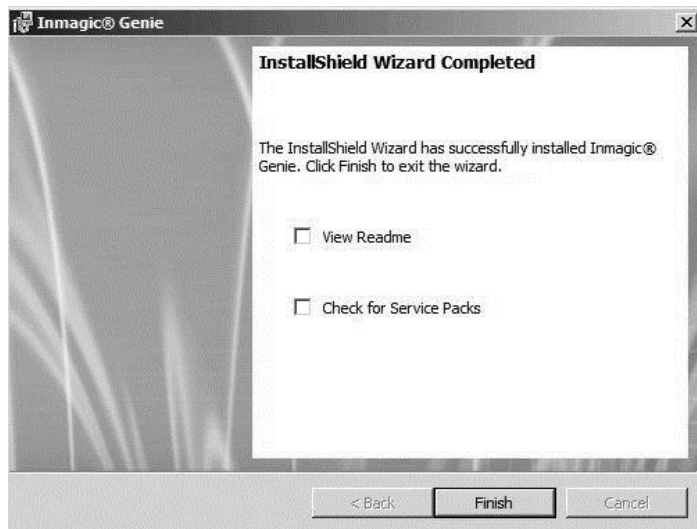 Inmagic® Genie
InstallShield Wizard Completed
The InstallShield Wizard has successfully installed Inmagic®
Genie. Click Finish to exit the wizard.
View Readme
Check for Service Packs
< Back
Finish
Cancel